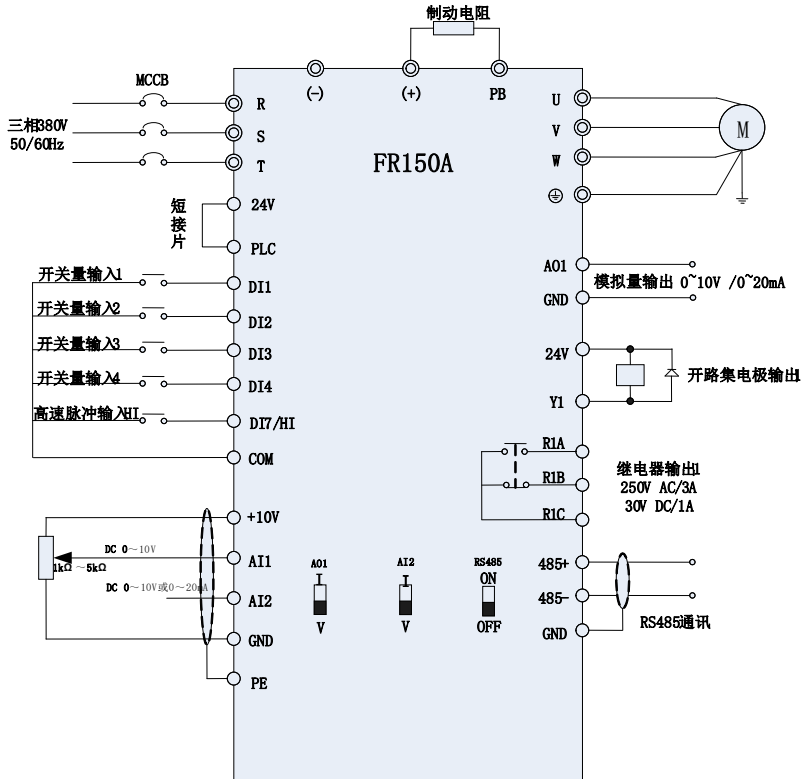 制动电阻
MCCB
(-)
(+)
PB
三相380V
50/60Hz
R
S
T
FR150A
U
V
W
M
短接片
24V
PLC
开关量输入1
DI1
开关量输入2
DI2
开关量输入3
DI3
开关量输入4
DI4
高速脉冲输入HI
DI7/HI
COM
AO1
模拟量输出 0~10V /0~20mA
GND
24V
开路集电极输出1
Y1
R1A
R1B
R1C
继电器输出1
250V AC/3A
30V DC/1A
+10V
DC 0～10V
AI1
1kΩ ～5kΩ
DC 0～10V或0～20mA
AI2
GND
PE
AO1
I
V
AI2
I
V
RS485
ON
OFF
485+
485-
GND
RS485通讯